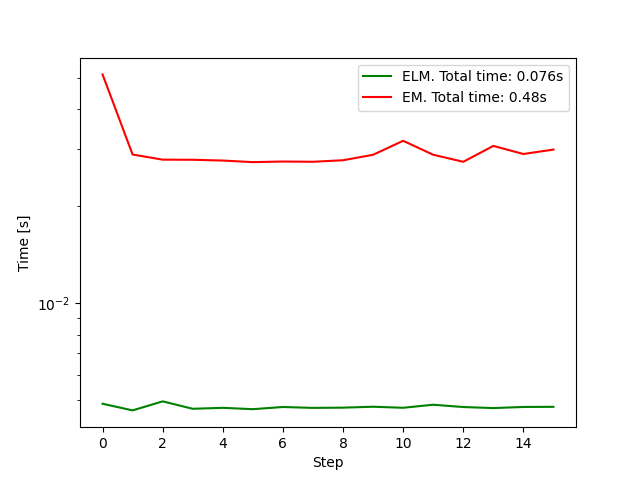 ELM. Total time: 0.076s
EM. Total time: 0.48s
Time [s]
10⁻²
0 2 4 6 8 10 12 14
Step